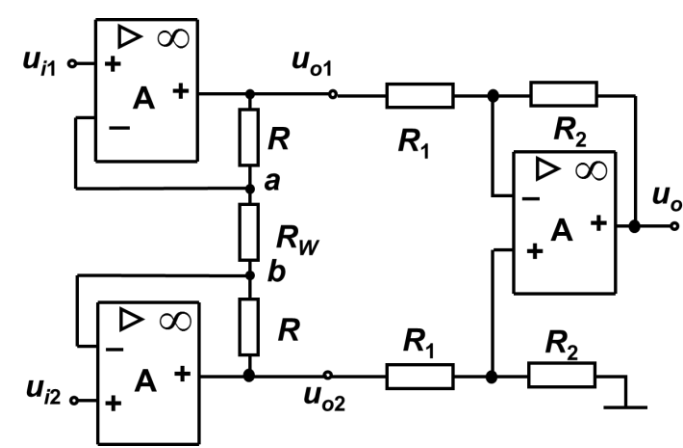 ▷ ∞
u_i1 + A +
−
u_o1
R_1
R_2
R
a
R_W
b
R
▷ ∞
− A +
u_o
+
▷ ∞
− A +
u_i2 +
u_o2
R_1
R_2